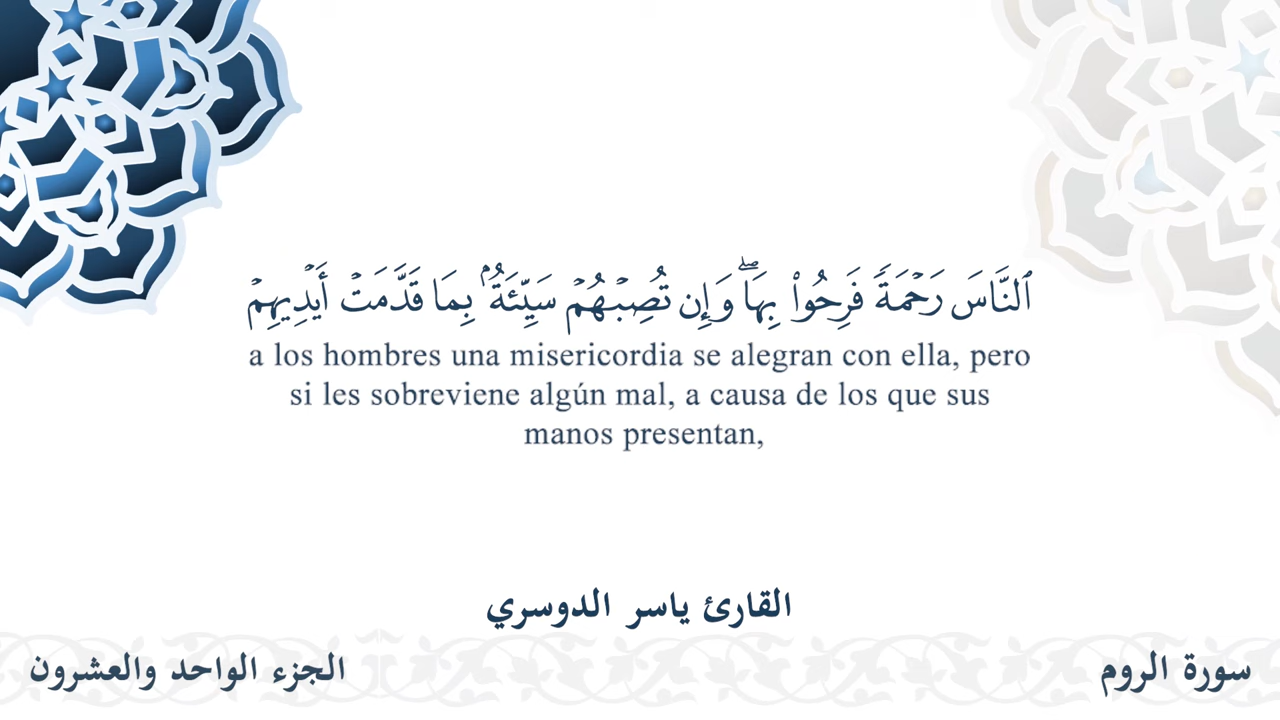 ٱلنَّاسَ رَحْمَةً فَرِحُوا۟ بِهَا ۖ وَإِن تُصِبْهُمْ سَيِّئَةٌۢ بِمَا قَدَّمَتْ أَيْدِيهِمْ
a los hombres una misericordia se alegran con ella, pero
si les sobreviene algún mal, a causa de los que sus
manos presentan,
القارئ ياسر الدوسري
سورة الروم
الجزء الواحد والعشرون